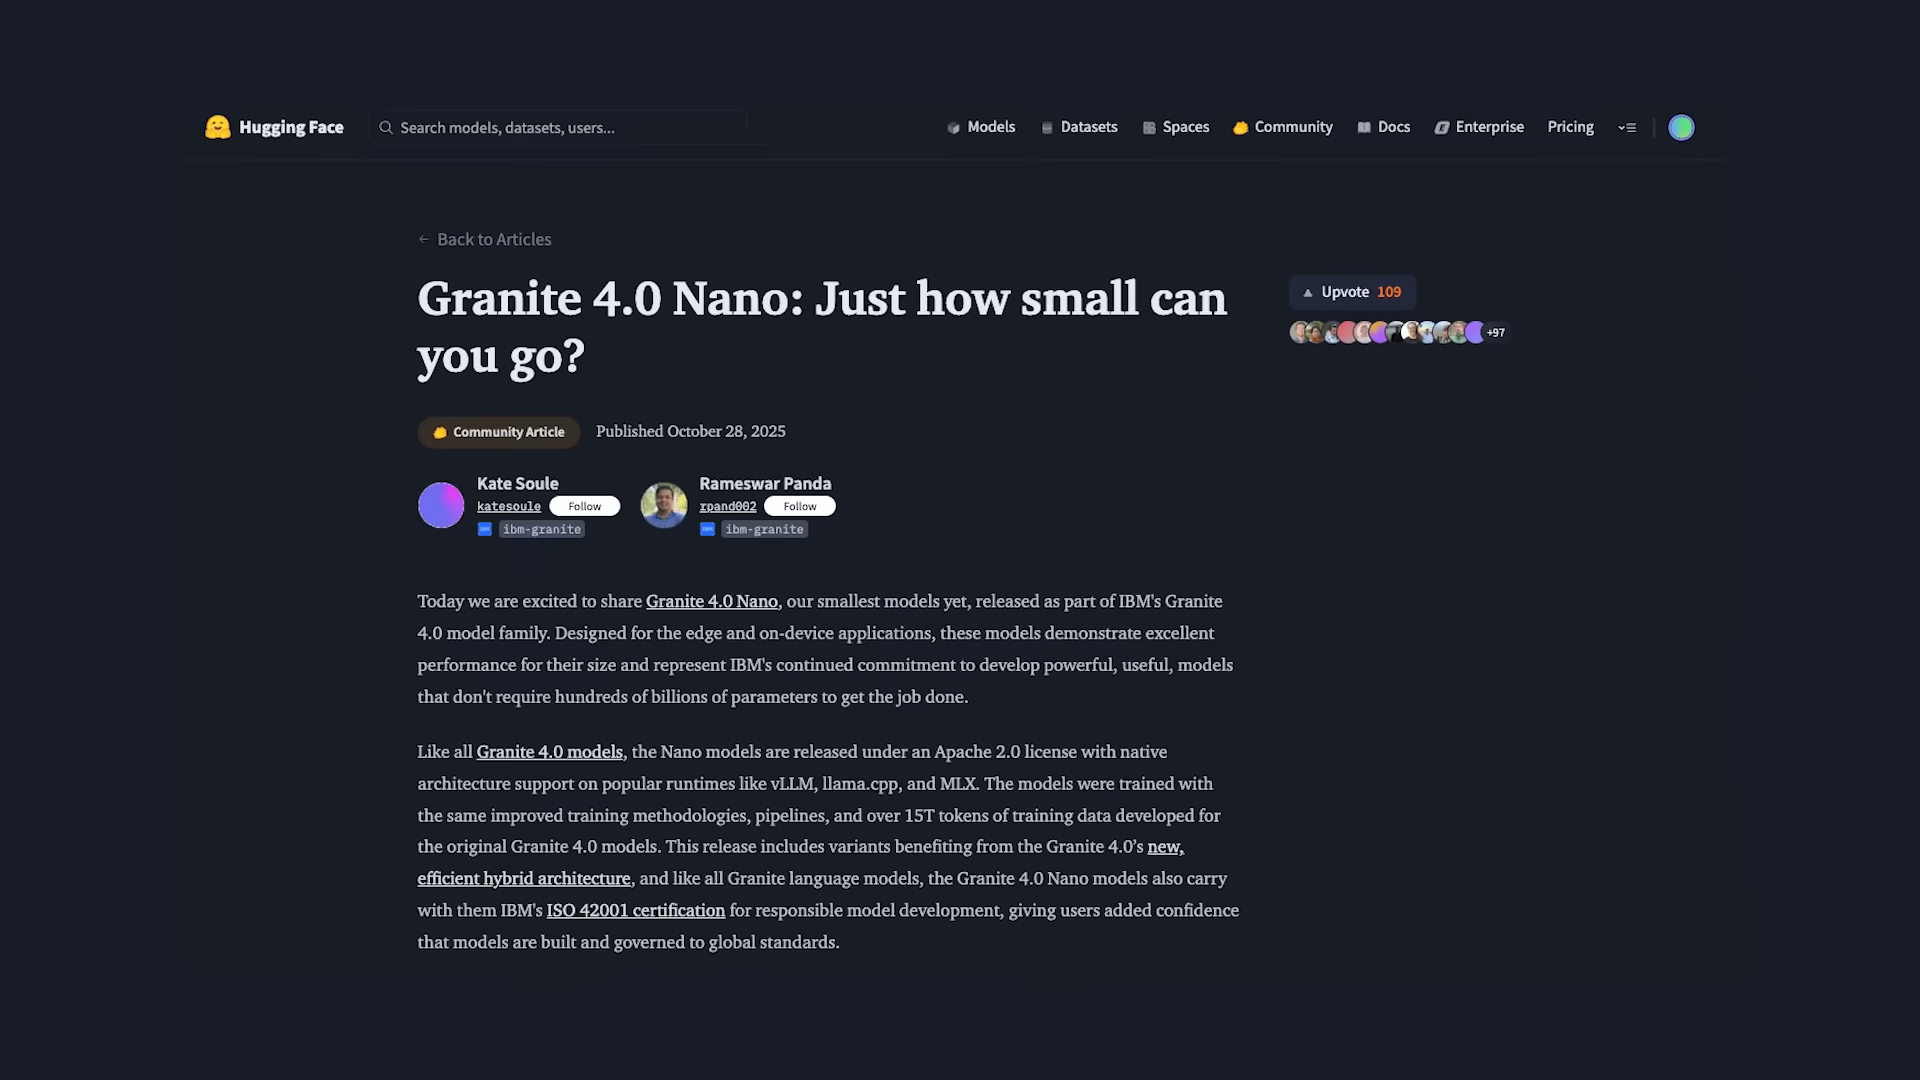 Hugging Face
Search models, datasets, users...
Models
Datasets
Spaces
Community
Docs
Enterprise
Pricing
← Back to Articles
Granite 4.0 Nano: Just how small can
you go?
Upvote 109
+97
Community Article
Published October 28, 2025
Kate Soule
katesoule Follow
ibm-granite
Rameswar Panda
rpand002 Follow
ibm-granite
Today we are excited to share Granite 4.0 Nano, our smallest models yet, released as part of IBM's Granite
4.0 model family. Designed for the edge and on-device applications, these models demonstrate excellent
performance for their size and represent IBM's continued commitment to develop powerful, useful, models
that don't require hundreds of billions of parameters to get the job done.
Like all Granite 4.0 models, the Nano models are released under an Apache 2.0 license with native
architecture support on popular runtimes like vLLM, llama.cpp, and MLX. The models were trained with
the same improved training methodologies, pipelines, and over 15T tokens of training data developed for
the original Granite 4.0 models. This release includes variants benefiting from the Granite 4.0’s new,
efficient hybrid architecture, and like all Granite language models, the Granite 4.0 Nano models also carry
with them IBM's ISO 42001 certification for responsible model development, giving users added confidence
that models are built and governed to global standards.